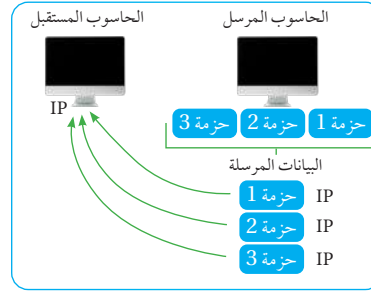 الحاسوب المرسل الحاسوب المستقبل
IP
حزمة 1 حزمة 2 حزمة 3
البيانات المرسلة
حزمة 1 IP
حزمة 2 IP
حزمة 3 IP